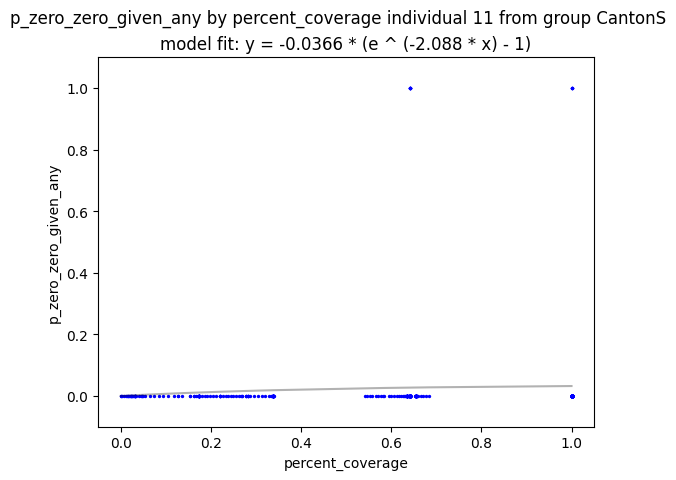 p_zero_zero_given_any by percent_coverage individual 11 from group CantonS
model fit: y = -0.0366 * (e ^ (-2.088 * x) - 1)
1.0
0.8
0.6
0.4
0.2
0.0
p_zero_zero_given_any
0.0 0.2 0.4 0.6 0.8 1.0
percent_coverage